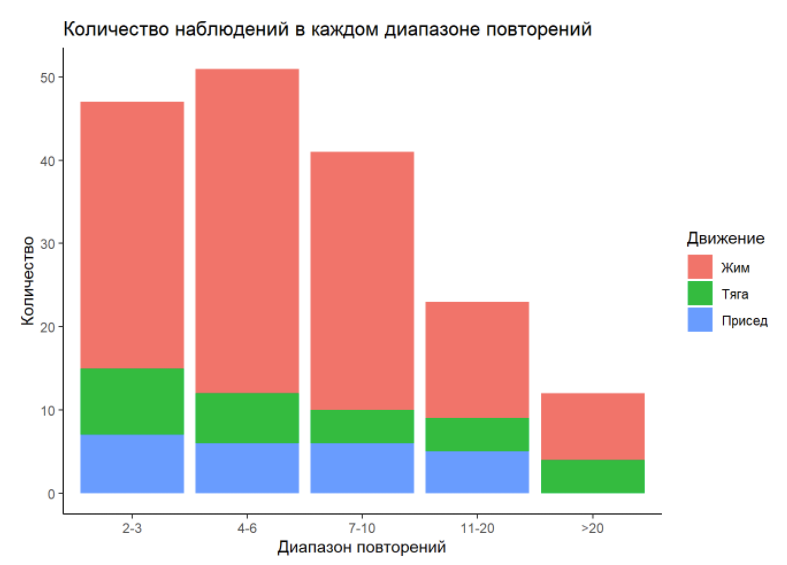 Количество наблюдений в каждом диапазоне повторений
50
40
30
20
10
0
Количество
2-3 4-6 7-10 11-20 >20
Диапазон повторений
Движение
Жим
Тяга
Присед